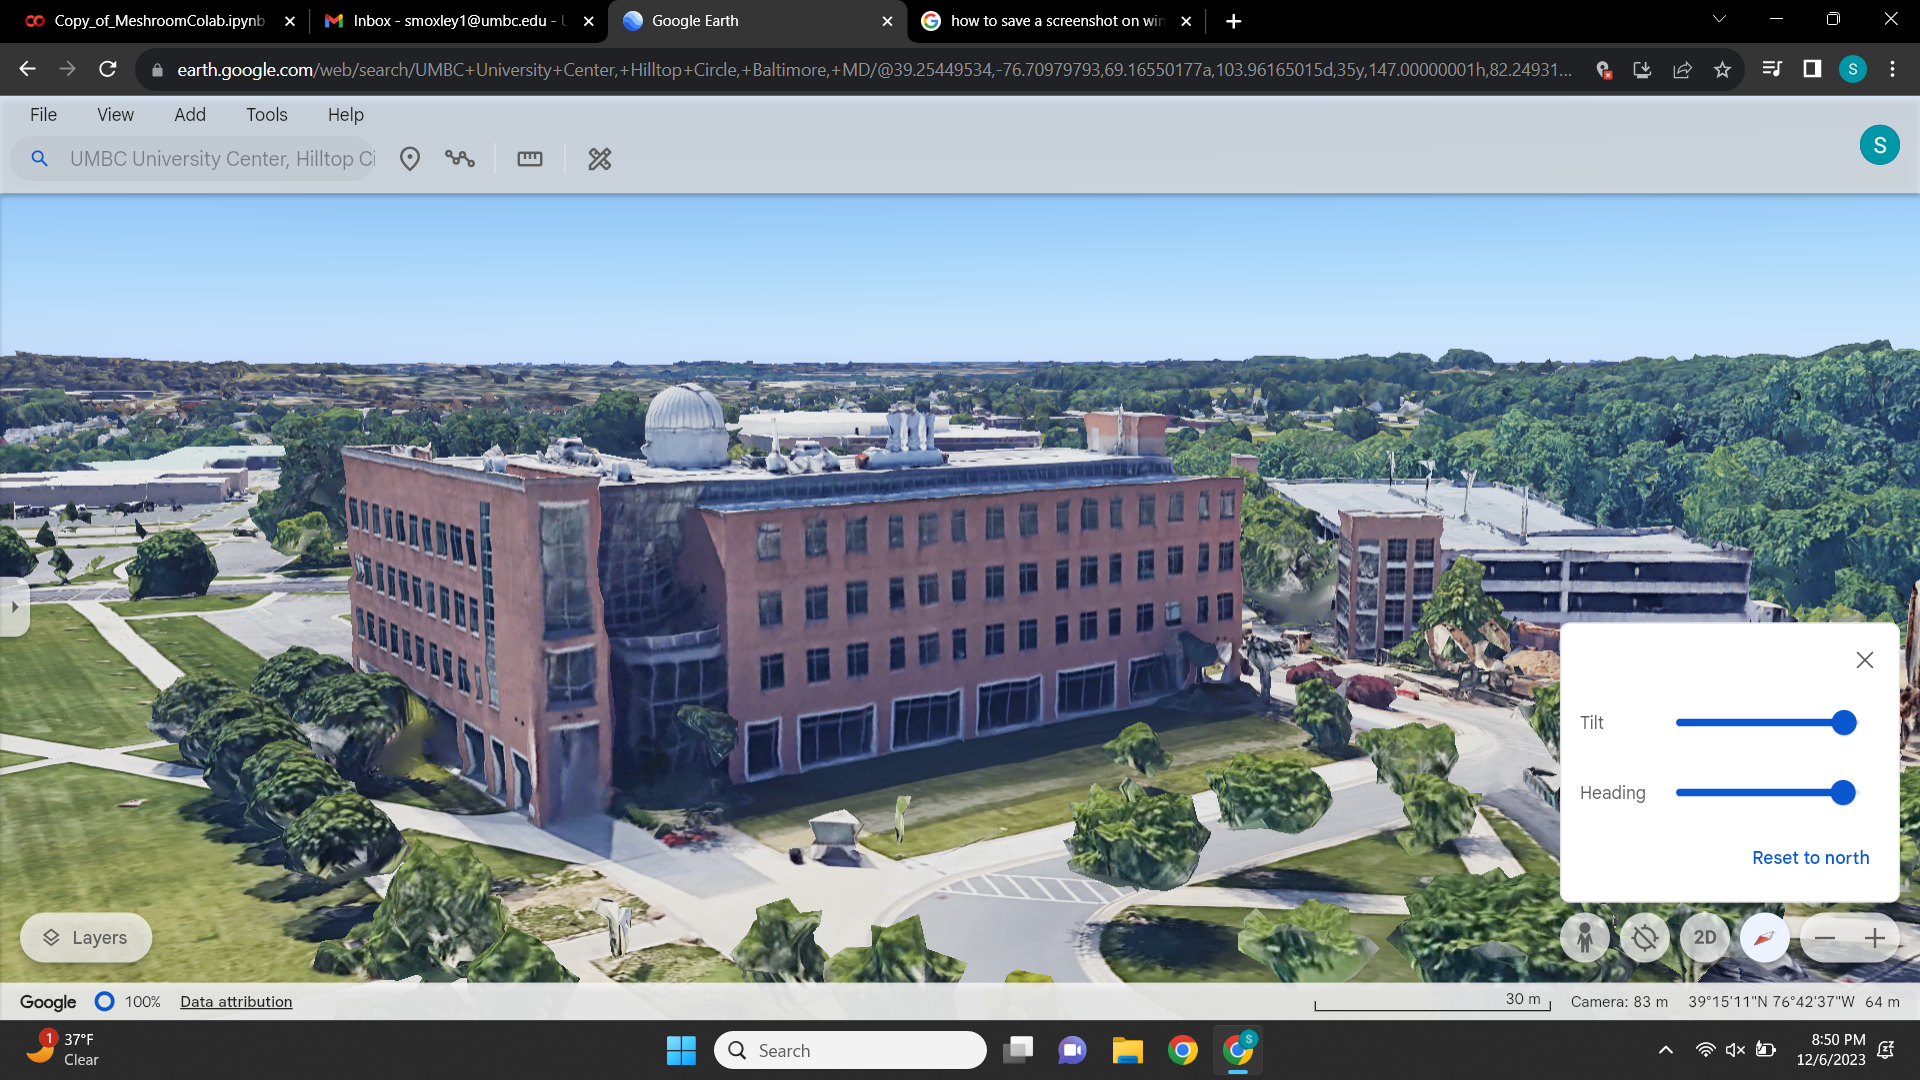 Copy_of_MeshroomColab.ipynb
Inbox - smoxley1@umbc.edu - U
Google Earth
how to save a screenshot on win
earth.google.com/web/search/UMBC+University+Center,+Hilltop+Circle,+Baltimore,+MD/@39.25449534,-76.70979793,69.16550177a,103.96165015d,35y,147.00000001h,82.24931...
S
File View Add Tools Help
UMBC University Center, Hilltop Ci
S
Tilt
Heading
Reset to north
Layers
2D
Google 100% Data attribution
30 m
Camera: 83 m 39°15'11"N 76°42'37"W 64 m
1
37°F
Clear
Search
S
8:50 PM
12/6/2023